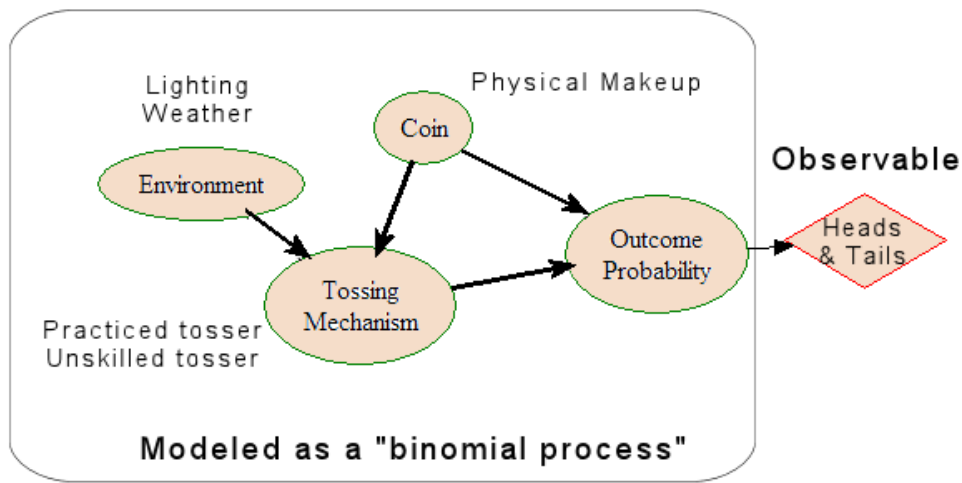 Lighting
Weather
Physical Makeup
Coin
Environment
Observable
Heads
& Tails
Outcome
Probability
Tossing
Mechanism
Practiced tosser
Unskilled tosser
Modeled as a "binomial process"